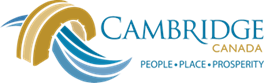 CAMBRIDGE
CANADA
PEOPLE • PLACE • PROSPERITY